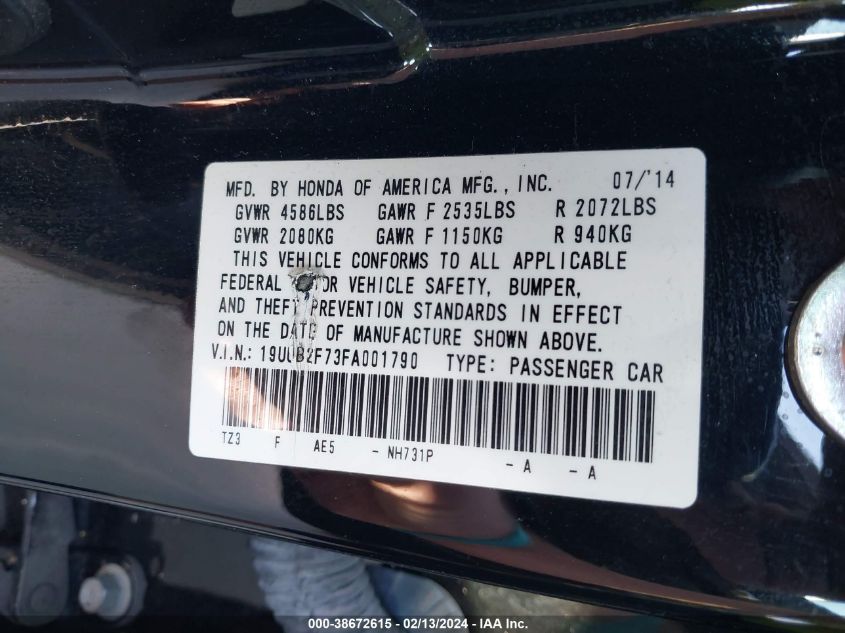 MFD. BY HONDA OF AMERICA MFG., INC. 07/'14
GVWR 4586LBS GAWR F 2535LBS R 2072LBS
GVWR 2080KG GAWR F 1150KG R 940KG
THIS VEHICLE CONFORMS TO ALL APPLICABLE
FEDERAL VEHICLE SAFETY, BUMPER,
AND THEFT PREVENTION STANDARDS IN EFFECT
ON THE DATE OF MANUFACTURE SHOWN ABOVE.
V.I.N.: TYPE: PASSENGER CAR
TZ3 F AE5 - NH731P - A - A
000-38672615 - 02/13/2024 - IAA Inc.